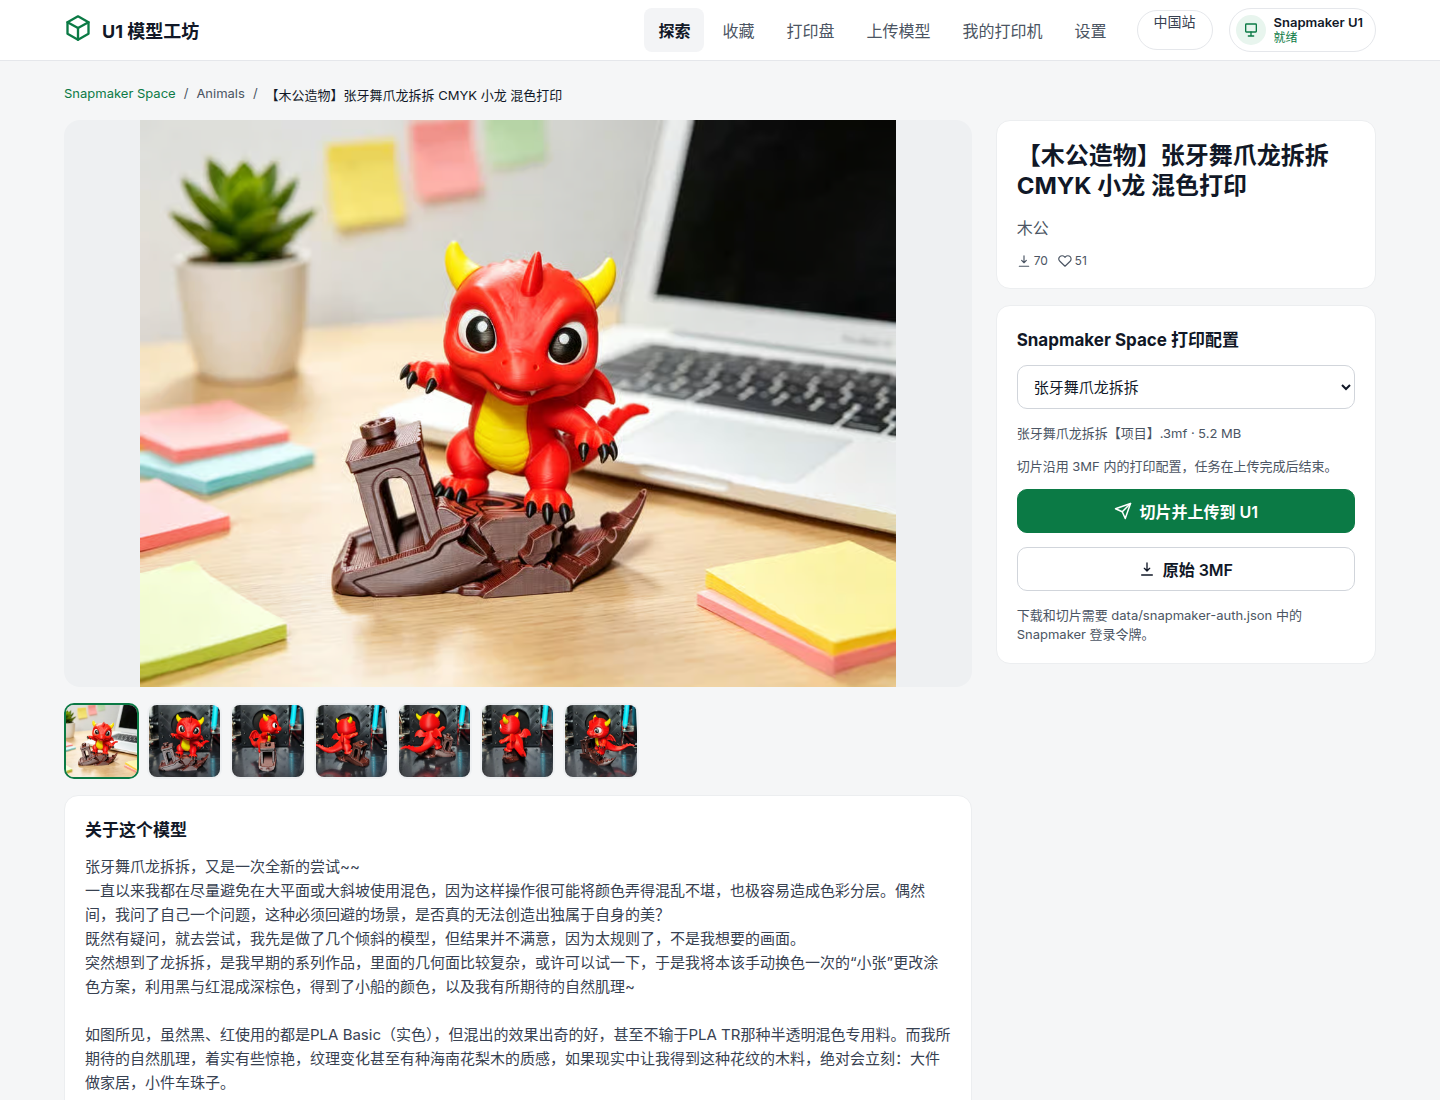 U1 模型工坊
探索
收藏
打印盘
上传模型
我的打印机
设置
中国站
Snapmaker U1
就绪
Snapmaker Space / Animals / 【木公造物】张牙舞爪龙拆拆 CMYK 小龙 混色打印
【木公造物】张牙舞爪龙拆拆
CMYK 小龙 混色打印
木公
70 51
Snapmaker Space 打印配置
张牙舞爪龙拆拆
张牙舞爪龙拆拆【项目】.3mf · 5.2 MB
切片沿用 3MF 内的打印配置，任务在上传完成后结束。
切片并上传到 U1
原始 3MF
下载和切片需要 data/snapmaker-auth.json 中的
Snapmaker 登录令牌。
关于这个模型
张牙舞爪龙拆拆，又是一次全新的尝试~~
一直以来我都在尽量避免在大平面或大斜坡使用混色，因为这样操作很可能将颜色弄得混乱不堪，也极容易造成色彩分层。偶然
间，我问了自己一个问题，这种必须回避的场景，是否真的无法创造出独属于自身的美？
既然有疑问，就去尝试，我先是做了几个倾斜的模型，但结果并不满意，因为太规则了，不是我想要的画面。
突然想到了龙拆拆，是我早期的系列作品，里面的几何面比较复杂，或许可以试一下，于是我将本该手动换色一次的“小张”更改涂
色方案，利用黑与红混成深棕色，得到了小船的颜色，以及我有所期待的自然肌理~
如图所见，虽然黑、红使用的都是PLA Basic（实色），但混出的效果出奇的好，甚至不输于PLA TR那种半透明混色专用料。而我所
期待的自然肌理，着实有些惊艳，纹理变化甚至有种海南花梨木的质感，如果现实中让我得到这种花纹的木料，绝对会立刻：大件
做家居，小件车珠子。